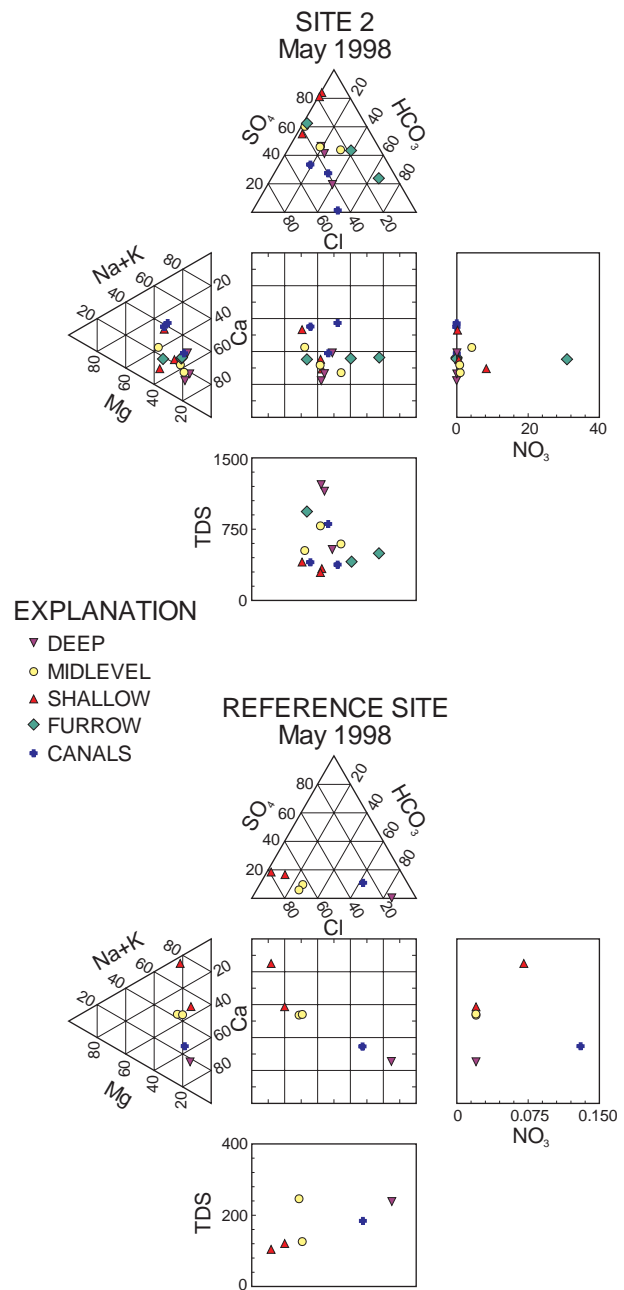 SITE 2
May 1998
80 20
SO4 HCO3
60 40
40 60
20 80
80 60 40 20
Cl
Na+K
20 40 60 80
20 40 60 80
80 60 40 20
Mg
Ca
0 20 40
NO3
1500
TDS
750
0
EXPLANATION
DEEP
MIDLEVEL
SHALLOW
FURROW
CANALS
REFERENCE SITE
May 1998
80 20
SO4 HCO3
60 40
40 60
20 80
80 60 40 20
Cl
Na+K
20 40 60 80
20 40 60 80
80 60 40 20
Mg
Ca
0 0.075 0.150
NO3
400
TDS
200
0